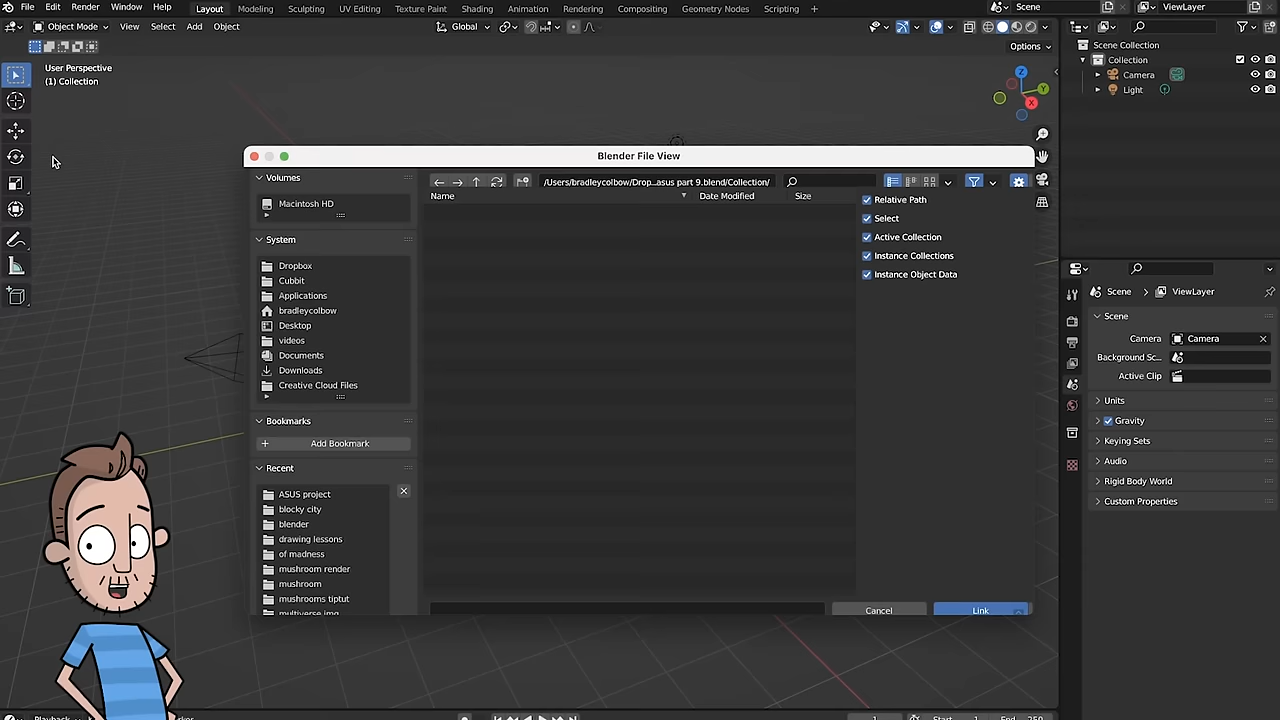 File Edit Render Window Help Layout Modeling Sculpting UV Editing Texture Paint Shading Animation Rendering Compositing Geometry Nodes Scripting + Scene ViewLayer
Object Mode View Select Add Object Global
Options
User Perspective
(1) Collection
Z
Y
X
Scene Collection
Collection
Camera
Light
Blender File View
Volumes
Macintosh HD
System
Dropbox
Cubbit
Applications
bradleycolbow
Desktop
videos
Documents
Downloads
Creative Cloud Files
Bookmarks
Add Bookmark
Recent
ASUS project
blocky city
blender
drawing lessons
of madness
mushroom render
mushroom
mushrooms tiptut
multiverse img
/Users/bradleycolbow/Drop...asus part 9.blend/Collection/
Name Date Modified Size
Relative Path
Select
Active Collection
Instance Collections
Instance Object Data
Cancel Link
Scene ViewLayer
Scene
Camera Camera
Background Sc...
Active Clip
Units
Gravity
Keying Sets
Audio
Rigid Body World
Custom Properties
Playback
1 Start 1 End 250